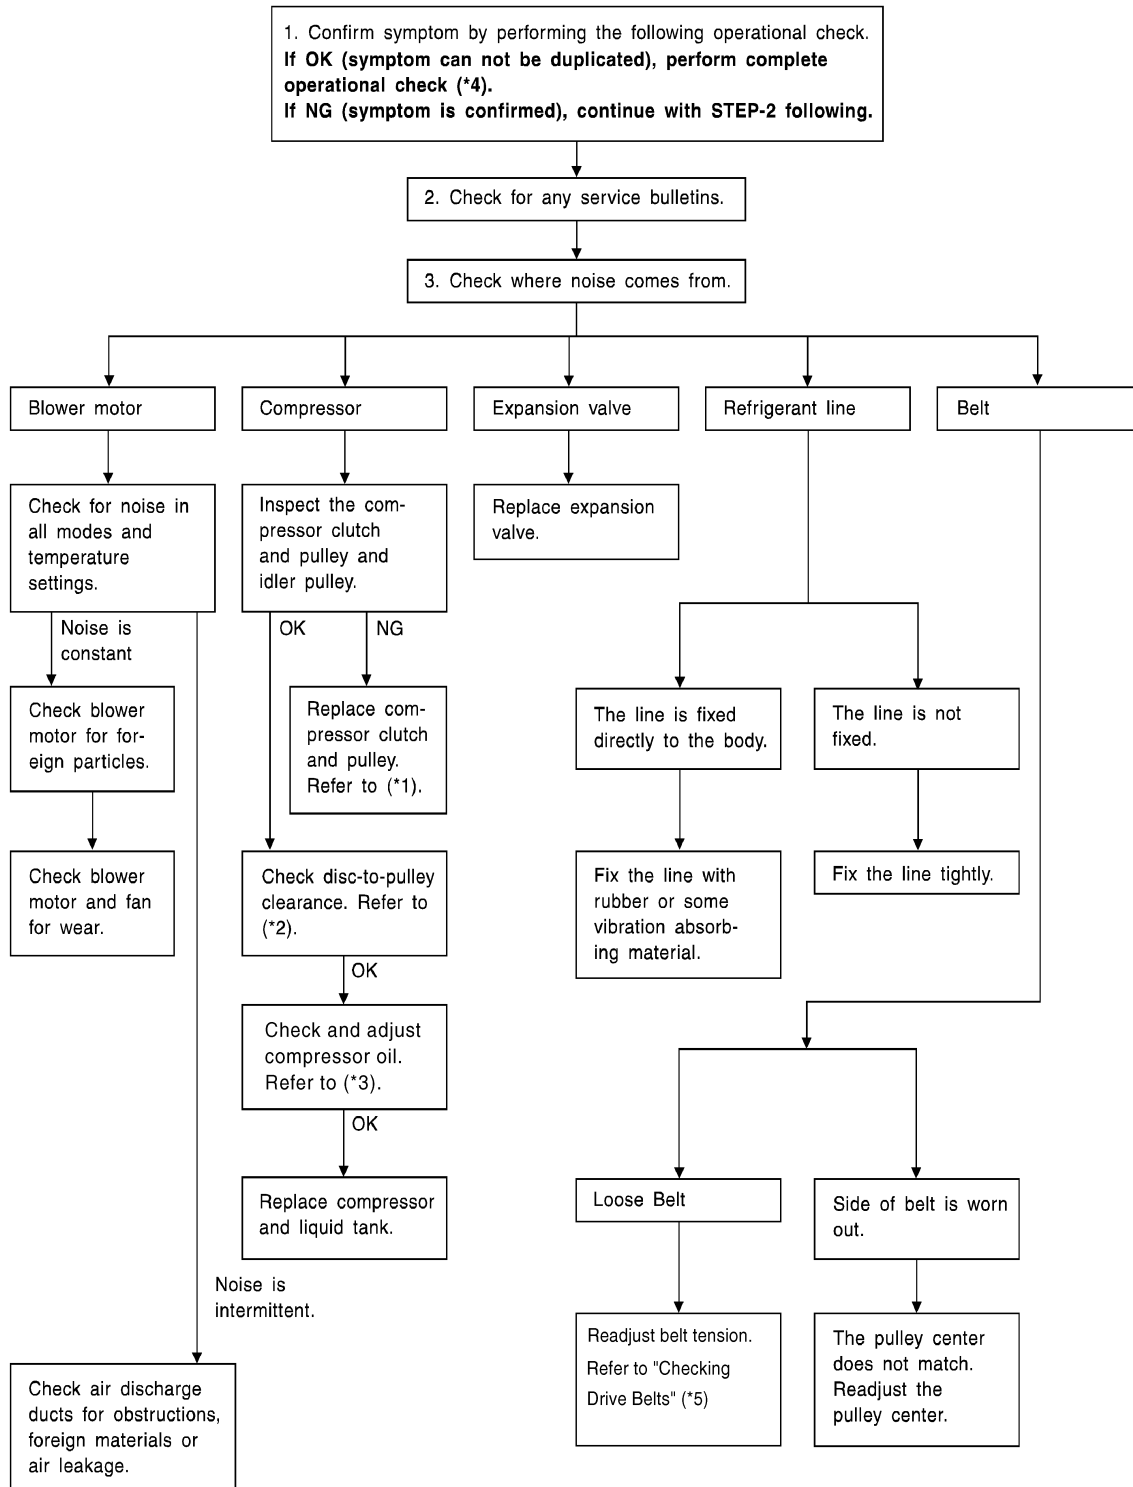 1. Confirm symptom by performing the following operational check.
If OK (symptom can not be duplicated), perform complete
operational check (*4).
If NG (symptom is confirmed), continue with STEP-2 following.
2. Check for any service bulletins.
3. Check where noise comes from.
Blower motor
Compressor
Expansion valve
Refrigerant line
Belt
Check for noise in
all modes and
temperature
settings.
Inspect the com-
pressor clutch
and pulley and
idler pulley.
Replace expansion
valve.
Noise is
constant
OK
NG
Check blower
motor for for-
eign particles.
Replace com-
pressor clutch
and pulley.
Refer to (*1).
The line is fixed
directly to the body.
The line is not
fixed.
Check blower
motor and fan
for wear.
Check disc-to-pulley
clearance. Refer to
(*2).
Fix the line with
rubber or some
vibration absorb-
ing material.
Fix the line tightly.
OK
Check and adjust
compressor oil.
Refer to (*3).
OK
Replace compressor
and liquid tank.
Loose Belt
Side of belt is worn
out.
Noise is
intermittent.
Readjust belt tension.
Refer to "Checking
Drive Belts" (*5)
The pulley center
does not match.
Readjust the
pulley center.
Check air discharge
ducts for obstructions,
foreign materials or
air leakage.